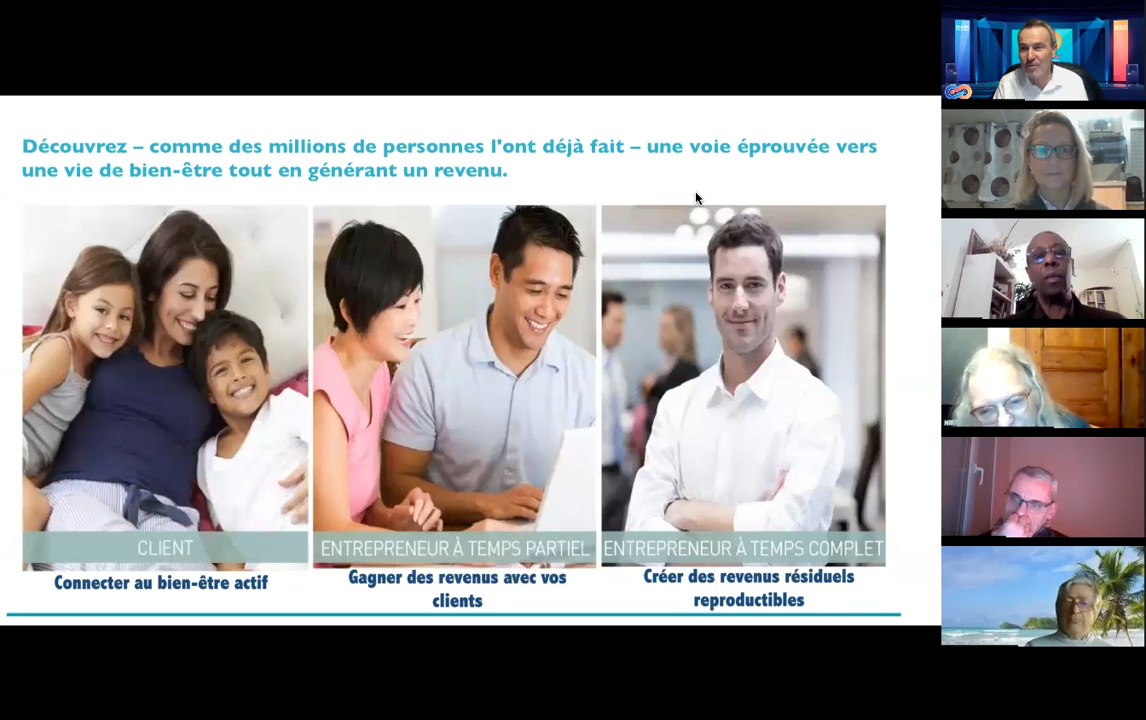 Découvrez – comme des millions de personnes l'ont déjà fait – une voie éprouvée vers
une vie de bien-être tout en générant un revenu.
CLIENT
ENTREPRENEUR À TEMPS PARTIEL
ENTREPRENEUR À TEMPS COMPLET
Connecter au bien-être actif
Gagner des revenus avec vos
clients
Créer des revenus résiduels
reproductibles